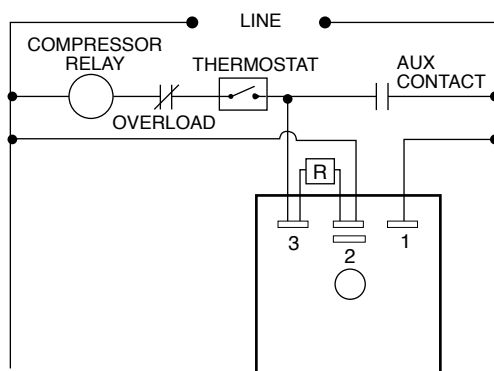 LINE
COMPRESSOR
RELAY
THERMOSTAT
AUX
CONTACT
OVERLOAD
R
3
2
1